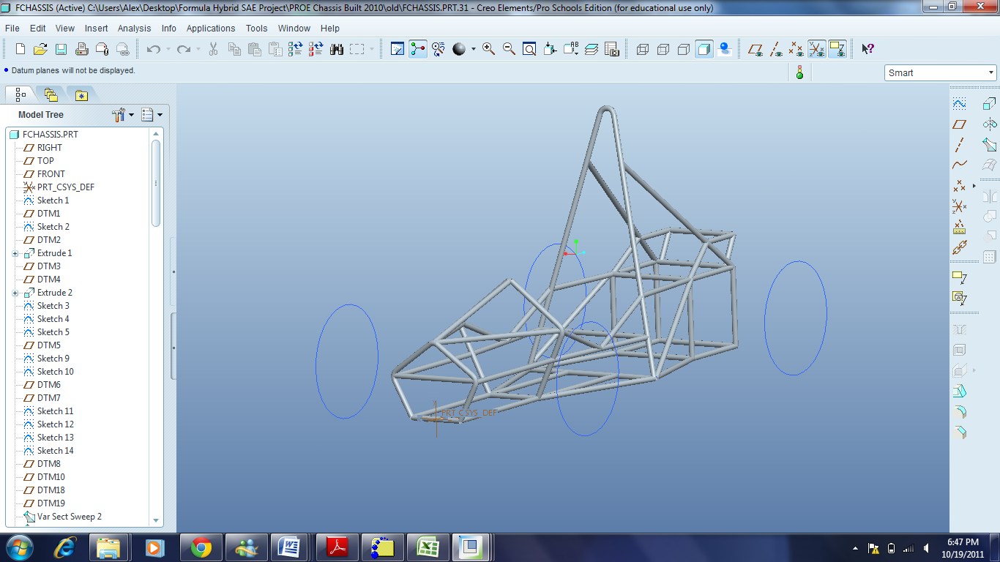 FCHASSIS (Active) C:\Users\Alex\Desktop\Formula Hybrid SAE Project\PROE Chassis Built 2010\old\FCHASSIS.PRT.31 - Creo Elements/Pro Schools Edition (for educational use only)
File Edit View Insert Analysis Info Applications Tools Window Help
Datum planes will not be displayed.
Smart
Model Tree
FCHASSIS.PRT
RIGHT
TOP
FRONT
PRT_CSYS_DEF
Sketch 1
DTM1
Sketch 2
DTM2
Extrude 1
DTM3
DTM4
Extrude 2
Sketch 3
Sketch 4
Sketch 5
DTM5
Sketch 9
Sketch 10
DTM6
DTM7
Sketch 11
Sketch 12
Sketch 13
Sketch 14
DTM8
DTM10
DTM18
DTM19
Var Sect Sweep 2
PRT_CSYS_DEF
6:47 PM
10/19/2011